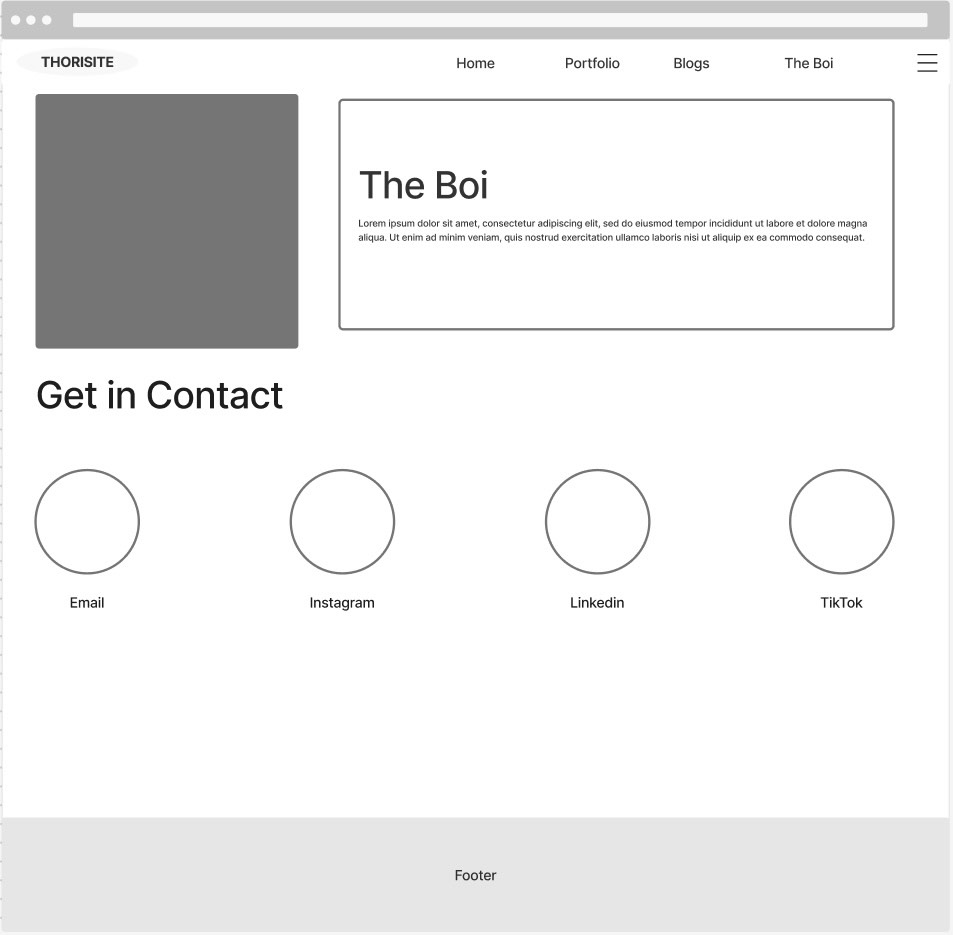 THORISITE
Home
Portfolio
Blogs
The Boi
The Boi
Lorem ipsum dolor sit amet, consectetur adipiscing elit, sed do eiusmod tempor incididunt ut labore et dolore magna
aliqua. Ut enim ad minim veniam, quis nostrud exercitation ullamco laboris nisi ut aliquip ex ea commodo consequat.
Get in Contact
Email
Instagram
Linkedin
TikTok
Footer